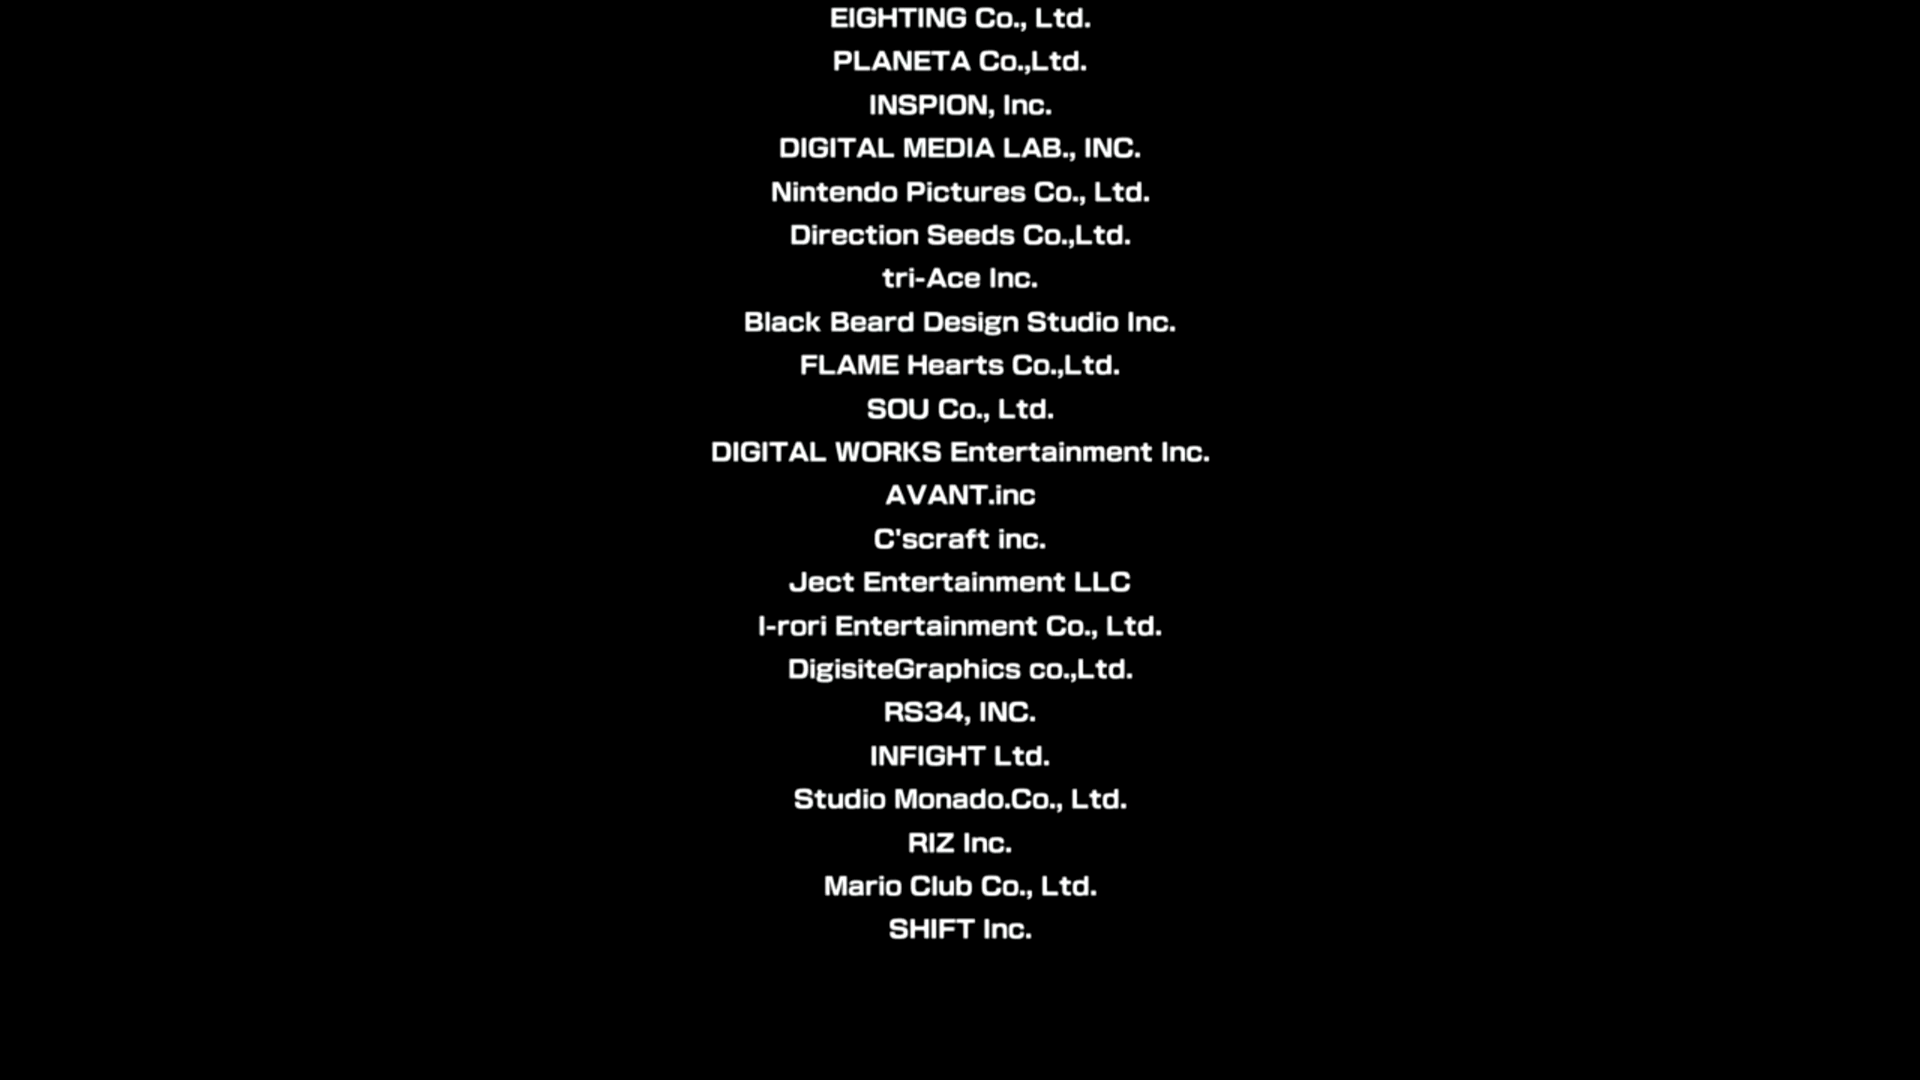 EIGHTING Co., Ltd.
PLANETA Co.,Ltd.
INSPION, Inc.
DIGITAL MEDIA LAB., INC.
Nintendo Pictures Co., Ltd.
Direction Seeds Co.,Ltd.
tri-Ace Inc.
Black Beard Design Studio Inc.
FLAME Hearts Co.,Ltd.
SOU Co., Ltd.
DIGITAL WORKS Entertainment Inc.
AVANT.inc
C'scraft inc.
Ject Entertainment LLC
I-rori Entertainment Co., Ltd.
DigisiteGraphics co.,Ltd.
RS34, INC.
INFIGHT Ltd.
Studio Monado.Co., Ltd.
RIZ Inc.
Mario Club Co., Ltd.
SHIFT Inc.